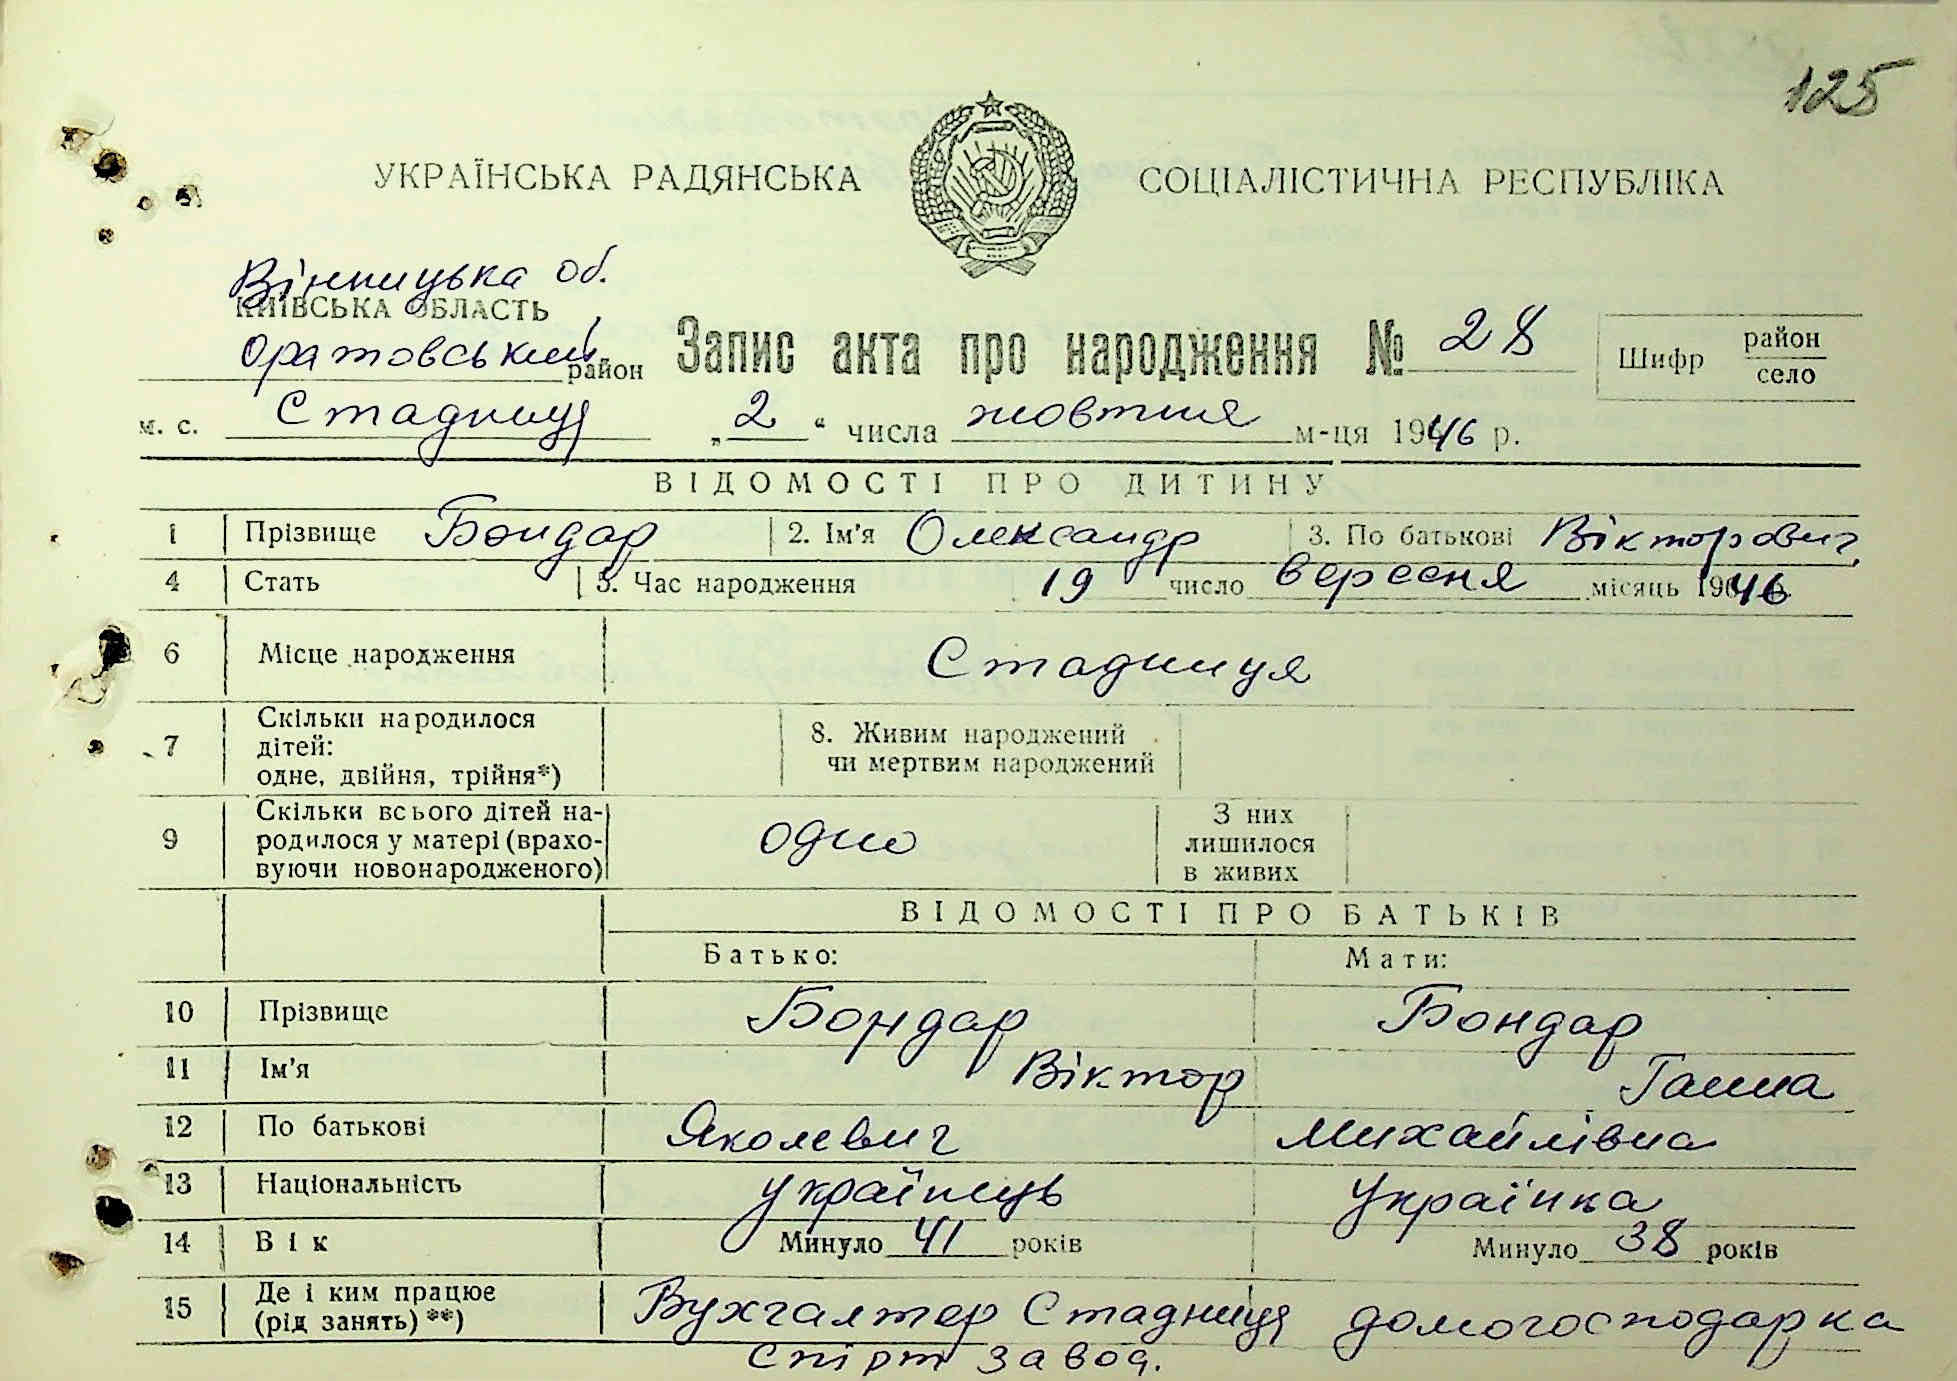 125
УКРАЇНСЬКА РАДЯНСЬКА СОЦІАЛІСТИЧНА РЕСПУБЛІКА
Вінницька об.
КИЇВСЬКА ОБЛАСТЬ
Оратовський район Запис акта про народження № 28 Шифр район село
м. с. Стадниця „2“ числа жовтня м-ця 1946 р.
ВІДОМОСТІ ПРО ДИТИНУ
1 Прізвище Бондар 2. Ім'я Олександр 3. По батькові Вікторович
4 Стать 5. Час народження 19 число вересня місяць 1946
6 Місце народження Стадниця
7 Скільки народилося дітей: одне, двійня, трійня*) 8. Живим народжений чи мертвим народжений
9 Скільки всього дітей на-
родилося у матері (врахо-
вуючи новонародженого) одно З них лишилося в живих
ВІДОМОСТІ ПРО БАТЬКІВ
Батько: Мати:
10 Прізвище Бондар Бондар
11 Ім'я Віктор Ганна
12 По батькові Яколевич Михайлівна
13 Національність українець Українка
14 Вік Минуло 41 років Минуло 38 років
15 Де і ким працює (рід занять) **) Вухгалтер Стадниця домогосподарка
спірт завод.